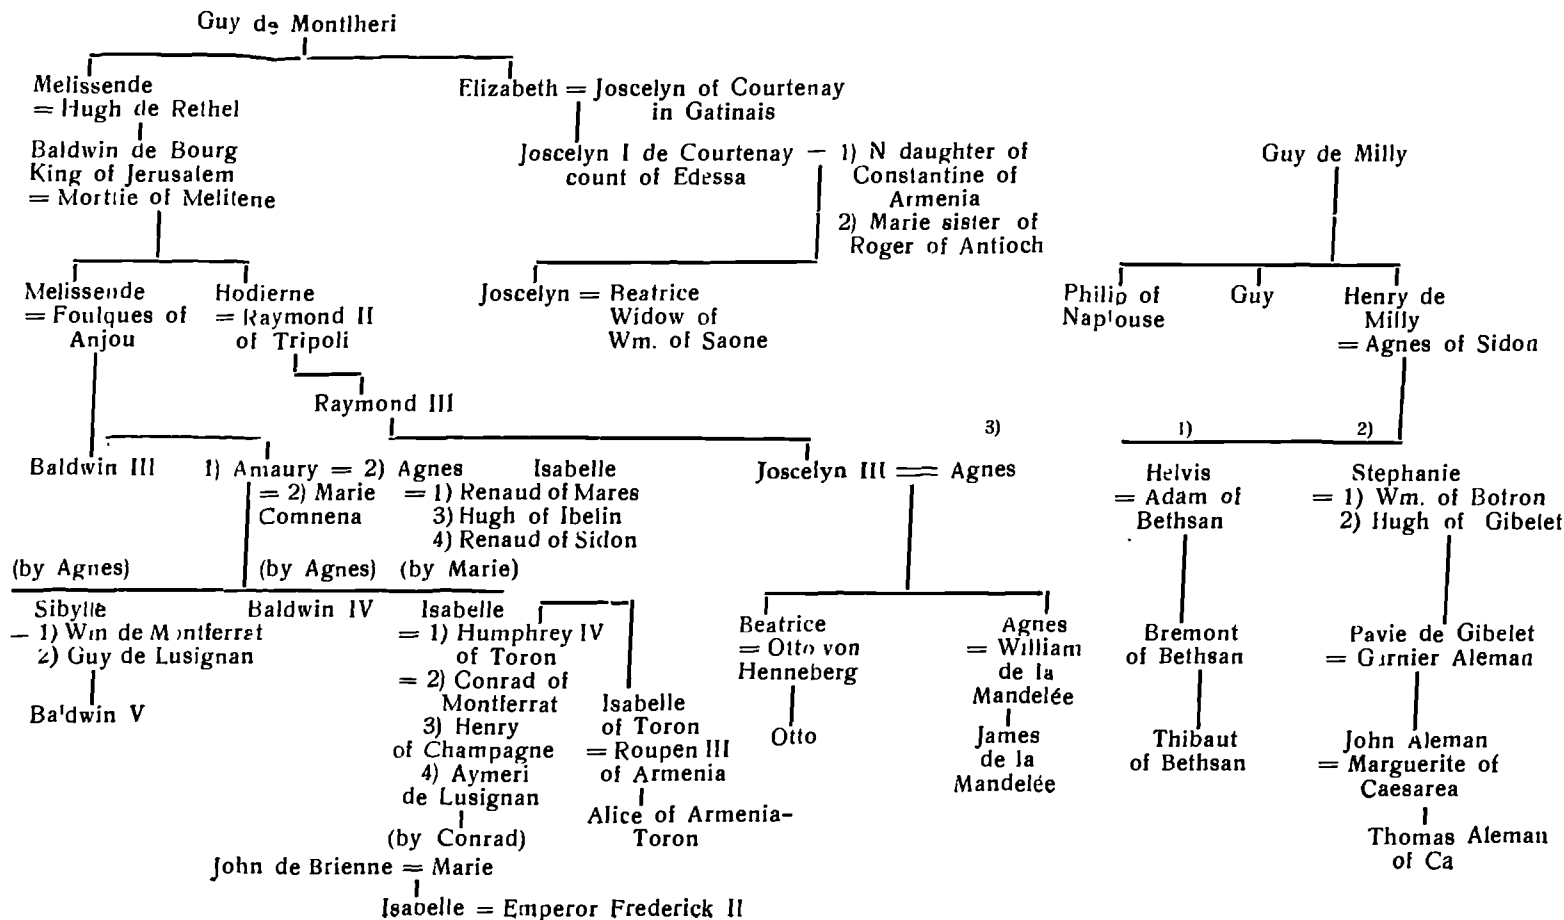 Guy de Montlheri
Melissende
= Hugh de Rethel
Elizabeth = Joscelyn of Courtenay
in Gatinais
Baldwin de Bourg
King of Jerusalem
= Morttie of Melitene
Joscelyn I de Courtenay – 1) N daughter of
count of Edessa
Constantine of
Armenia
2) Marie sister of
Roger of Antioch
Guy de Milly
Melissende
= Foulques of
Anjou
Hodierne
= Raymond II
of Tripoli
Joscelyn = Beatrice
Widow of
Wm. of Saone
Philip of
Naplouse
Guy
Henry de
Milly
= Agnes of Sidon
Raymond III
3)
1)
2)
Baldwin III
1) Amaury = 2) Agnes
= 2) Marie
Comnena
Isabelle
= 1) Renaud of Mares
3) Hugh of Ibelin
4) Renaud of Sidon
Joscelyn III == Agnes
Helvis
= Adam of
Bethsan
Stephanie
= 1) Wm. of Botron
2) Hugh of Gibelet
(by Agnes)
(by Agnes)
(by Marie)
Sibylle
– 1) Wm de Montferrat
2) Guy de Lusignan
Baldwin IV
Isabelle
= 1) Humphrey IV
of Toron
= 2) Conrad of
Montferrat
3) Henry
of Champagne
4) Aymeri
de Lusignan
(by Conrad)
Baldwin V
Isabelle
of Toron
= Roupen III
of Armenia
Alice of Armenia-
Toron
Beatrice
= Otto von
Henneberg
Otto
Agnes
= William
de la
Mandelée
James
de la
Mandelée
Bremont
of Bethsan
Thibaut
of Bethsan
Pavie de Gibelet
= Garnier Aleman
John Aleman
= Marguerite of
Caesarea
Thomas Aleman
of Ca
John de Brienne = Marie
Isabelle = Emperor Frederick II